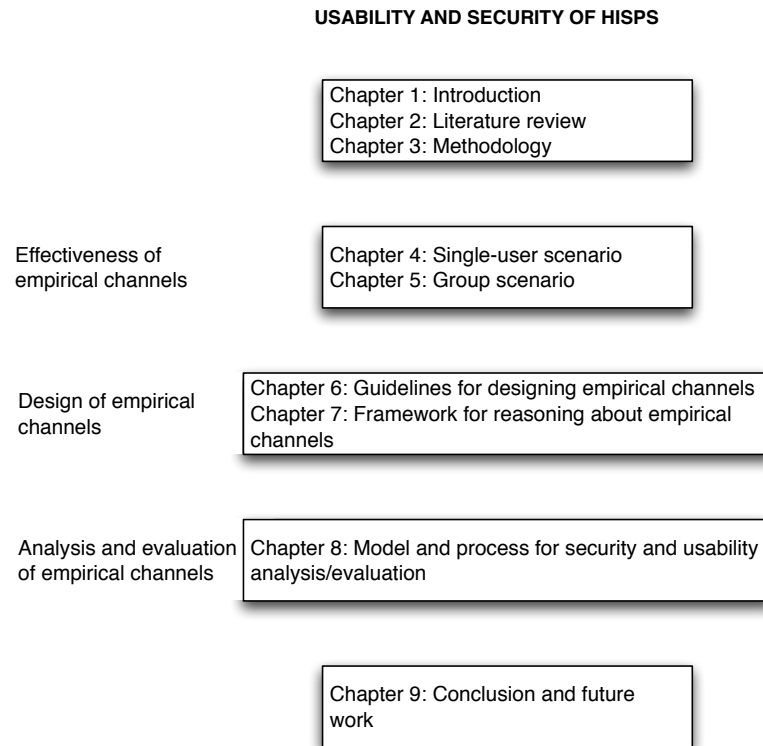 USABILITY AND SECURITY OF HISPS
Chapter 1: Introduction
Chapter 2: Literature review
Chapter 3: Methodology
Effectiveness of
empirical channels
Chapter 4: Single-user scenario
Chapter 5: Group scenario
Design of empirical
channels
Chapter 6: Guidelines for designing empirical channels
Chapter 7: Framework for reasoning about empirical
channels
Analysis and evaluation
of empirical channels
Chapter 8: Model and process for security and usability
analysis/evaluation
Chapter 9: Conclusion and future
work